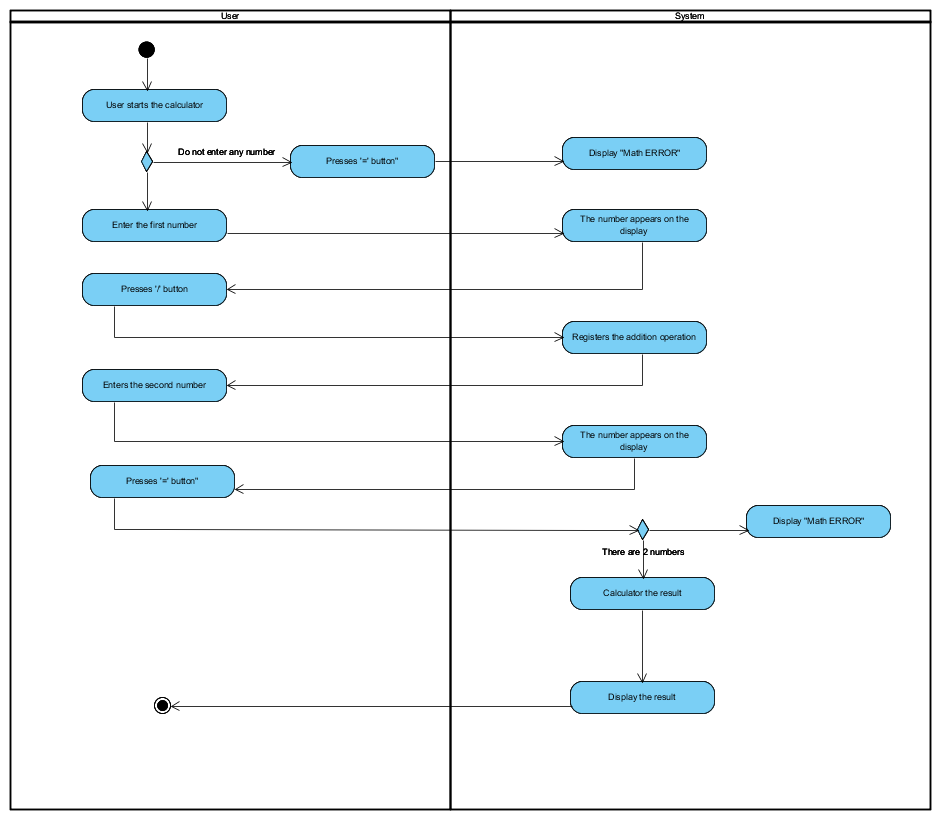 User
System
User starts the calculator
Do not enter any number
Presses '=' button"
Display "Math ERROR"
Enter the first number
The number appears on the
display
Presses '/' button
Registers the addition operation
Enters the second number
The number appears on the
display
Presses '=' button"
Display "Math ERROR"
There are 2 numbers
Calculator the result
Display the result